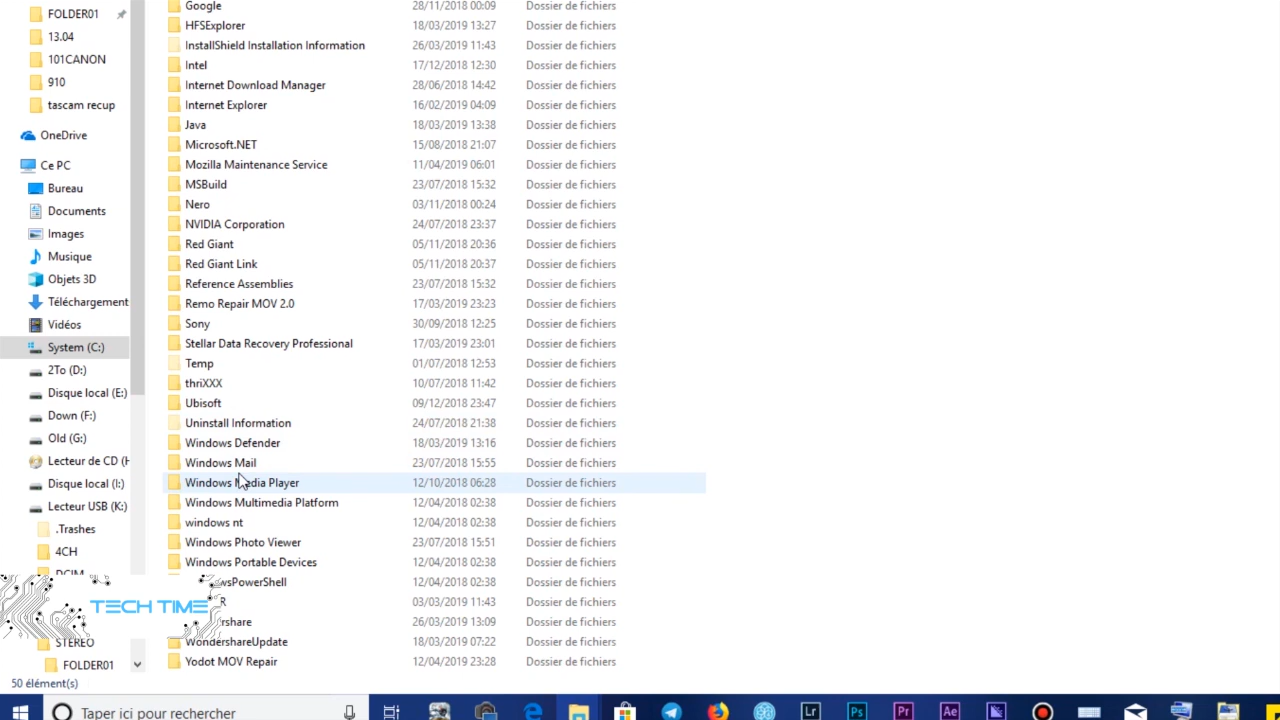 FOLDER01
13.04
101CANON
910
tascam recup
OneDrive
Ce PC
Bureau
Documents
Images
Musique
Objets 3D
Téléchargement
Vidéos
System (C:)
2To (D:)
Disque local (E:)
Down (F:)
Old (G:)
Lecteur de CD (H
Disque local (I:)
Lecteur USB (K:)
.Trashes
4CH
DCIM
TECH TIME
STEREO
FOLDER01
Google 28/11/2018 00:09 Dossier de fichiers
HFSExplorer 18/03/2019 13:27 Dossier de fichiers
InstallShield Installation Information 26/03/2019 11:43 Dossier de fichiers
Intel 17/12/2018 12:30 Dossier de fichiers
Internet Download Manager 28/06/2018 14:42 Dossier de fichiers
Internet Explorer 16/02/2019 04:09 Dossier de fichiers
Java 18/03/2019 13:38 Dossier de fichiers
Microsoft.NET 15/08/2018 21:07 Dossier de fichiers
Mozilla Maintenance Service 11/04/2019 06:01 Dossier de fichiers
MSBuild 23/07/2018 15:32 Dossier de fichiers
Nero 03/11/2018 00:24 Dossier de fichiers
NVIDIA Corporation 24/07/2018 23:37 Dossier de fichiers
Red Giant 05/11/2018 20:36 Dossier de fichiers
Red Giant Link 05/11/2018 20:37 Dossier de fichiers
Reference Assemblies 23/07/2018 15:32 Dossier de fichiers
Remo Repair MOV 2.0 17/03/2019 23:23 Dossier de fichiers
Sony 30/09/2018 12:25 Dossier de fichiers
Stellar Data Recovery Professional 17/03/2019 23:01 Dossier de fichiers
Temp 01/07/2018 12:53 Dossier de fichiers
thriXXX 10/07/2018 11:42 Dossier de fichiers
Ubisoft 09/12/2018 23:47 Dossier de fichiers
Uninstall Information 24/07/2018 21:38 Dossier de fichiers
Windows Defender 18/03/2019 13:16 Dossier de fichiers
Windows Mail 23/07/2018 15:55 Dossier de fichiers
Windows Media Player 12/10/2018 06:28 Dossier de fichiers
Windows Multimedia Platform 12/04/2018 02:38 Dossier de fichiers
windows nt 12/04/2018 02:38 Dossier de fichiers
Windows Photo Viewer 23/07/2018 15:51 Dossier de fichiers
Windows Portable Devices 12/04/2018 02:38 Dossier de fichiers
wsPowerShell 12/04/2018 02:38 Dossier de fichiers
R 03/03/2019 11:43 Dossier de fichiers
ershare 26/03/2019 13:09 Dossier de fichiers
WondershareUpdate 18/03/2019 07:22 Dossier de fichiers
Yodot MOV Repair 12/04/2019 23:28 Dossier de fichiers
50 élément(s)
Taper ici pour rechercher
Lr
Ps
Pr
Ae